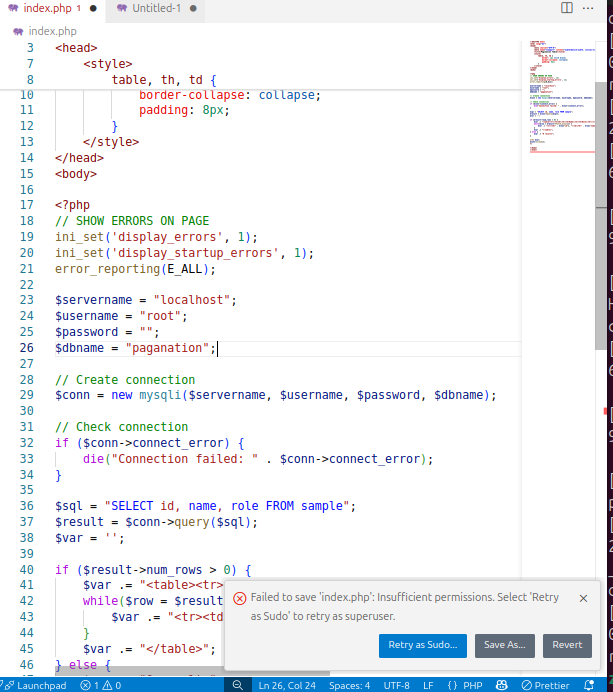 index.php 1
Untitled-1
index.php
3 <head>
7 <style>
8 table, th, td {
10 border-collapse: collapse;
11 padding: 8px;
12 }
13 </style>
14 </head>
15 <body>
16
17 <?php
18 // SHOW ERRORS ON PAGE
19 ini_set('display_errors', 1);
20 ini_set('display_startup_errors', 1);
21 error_reporting(E_ALL);
22
23 $servername = "localhost";
24 $username = "root";
25 $password = "";
26 $dbname = "paganation";
27
28 // Create connection
29 $conn = new mysqli($servername, $username, $password, $dbname);
30
31 // Check connection
32 if ($conn->connect_error) {
33 die("Connection failed: " . $conn->connect_error);
34 }
35
36 $sql = "SELECT id, name, role FROM sample";
37 $result = $conn->query($sql);
38 $var = '';
39
40 if ($result->num_rows > 0) {
41 $var .= "<table><tr>
42 while($row = $result
43 $var .= "<tr><td
44 }
45 $var .= "</table>";
46 } else {
Failed to save 'index.php': Insufficient permissions. Select 'Retry
as Sudo' to retry as superuser.
Retry as Sudo...
Save As...
Revert
Launchpad
1
0
Ln 26, Col 24
Spaces: 4
UTF-8
LF
{ } PHP
Prettier